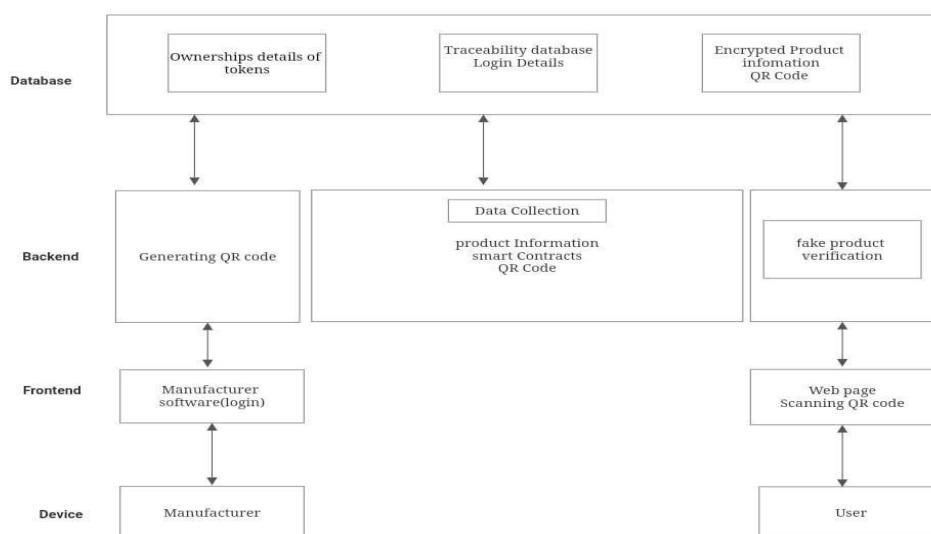 Database
Ownerships details of
tokens
Traceability database
Login Details
Encrypted Product
infomation
QR Code
Backend
Generating QR code
Data Collection
product Information
smart Contracts
QR Code
fake product
verification
Frontend
Manufacturer
software(login)
Web page
Scanning QR code
Device
Manufacturer
User